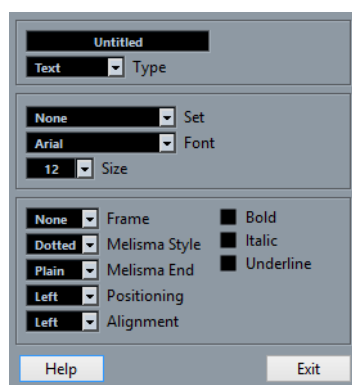 Untitled
Text Type
None Set
Arial Font
12 Size
None Frame Bold
Dotted Melisma Style Italic
Plain Melisma End Underline
Left Positioning
Left Alignment
Help Exit